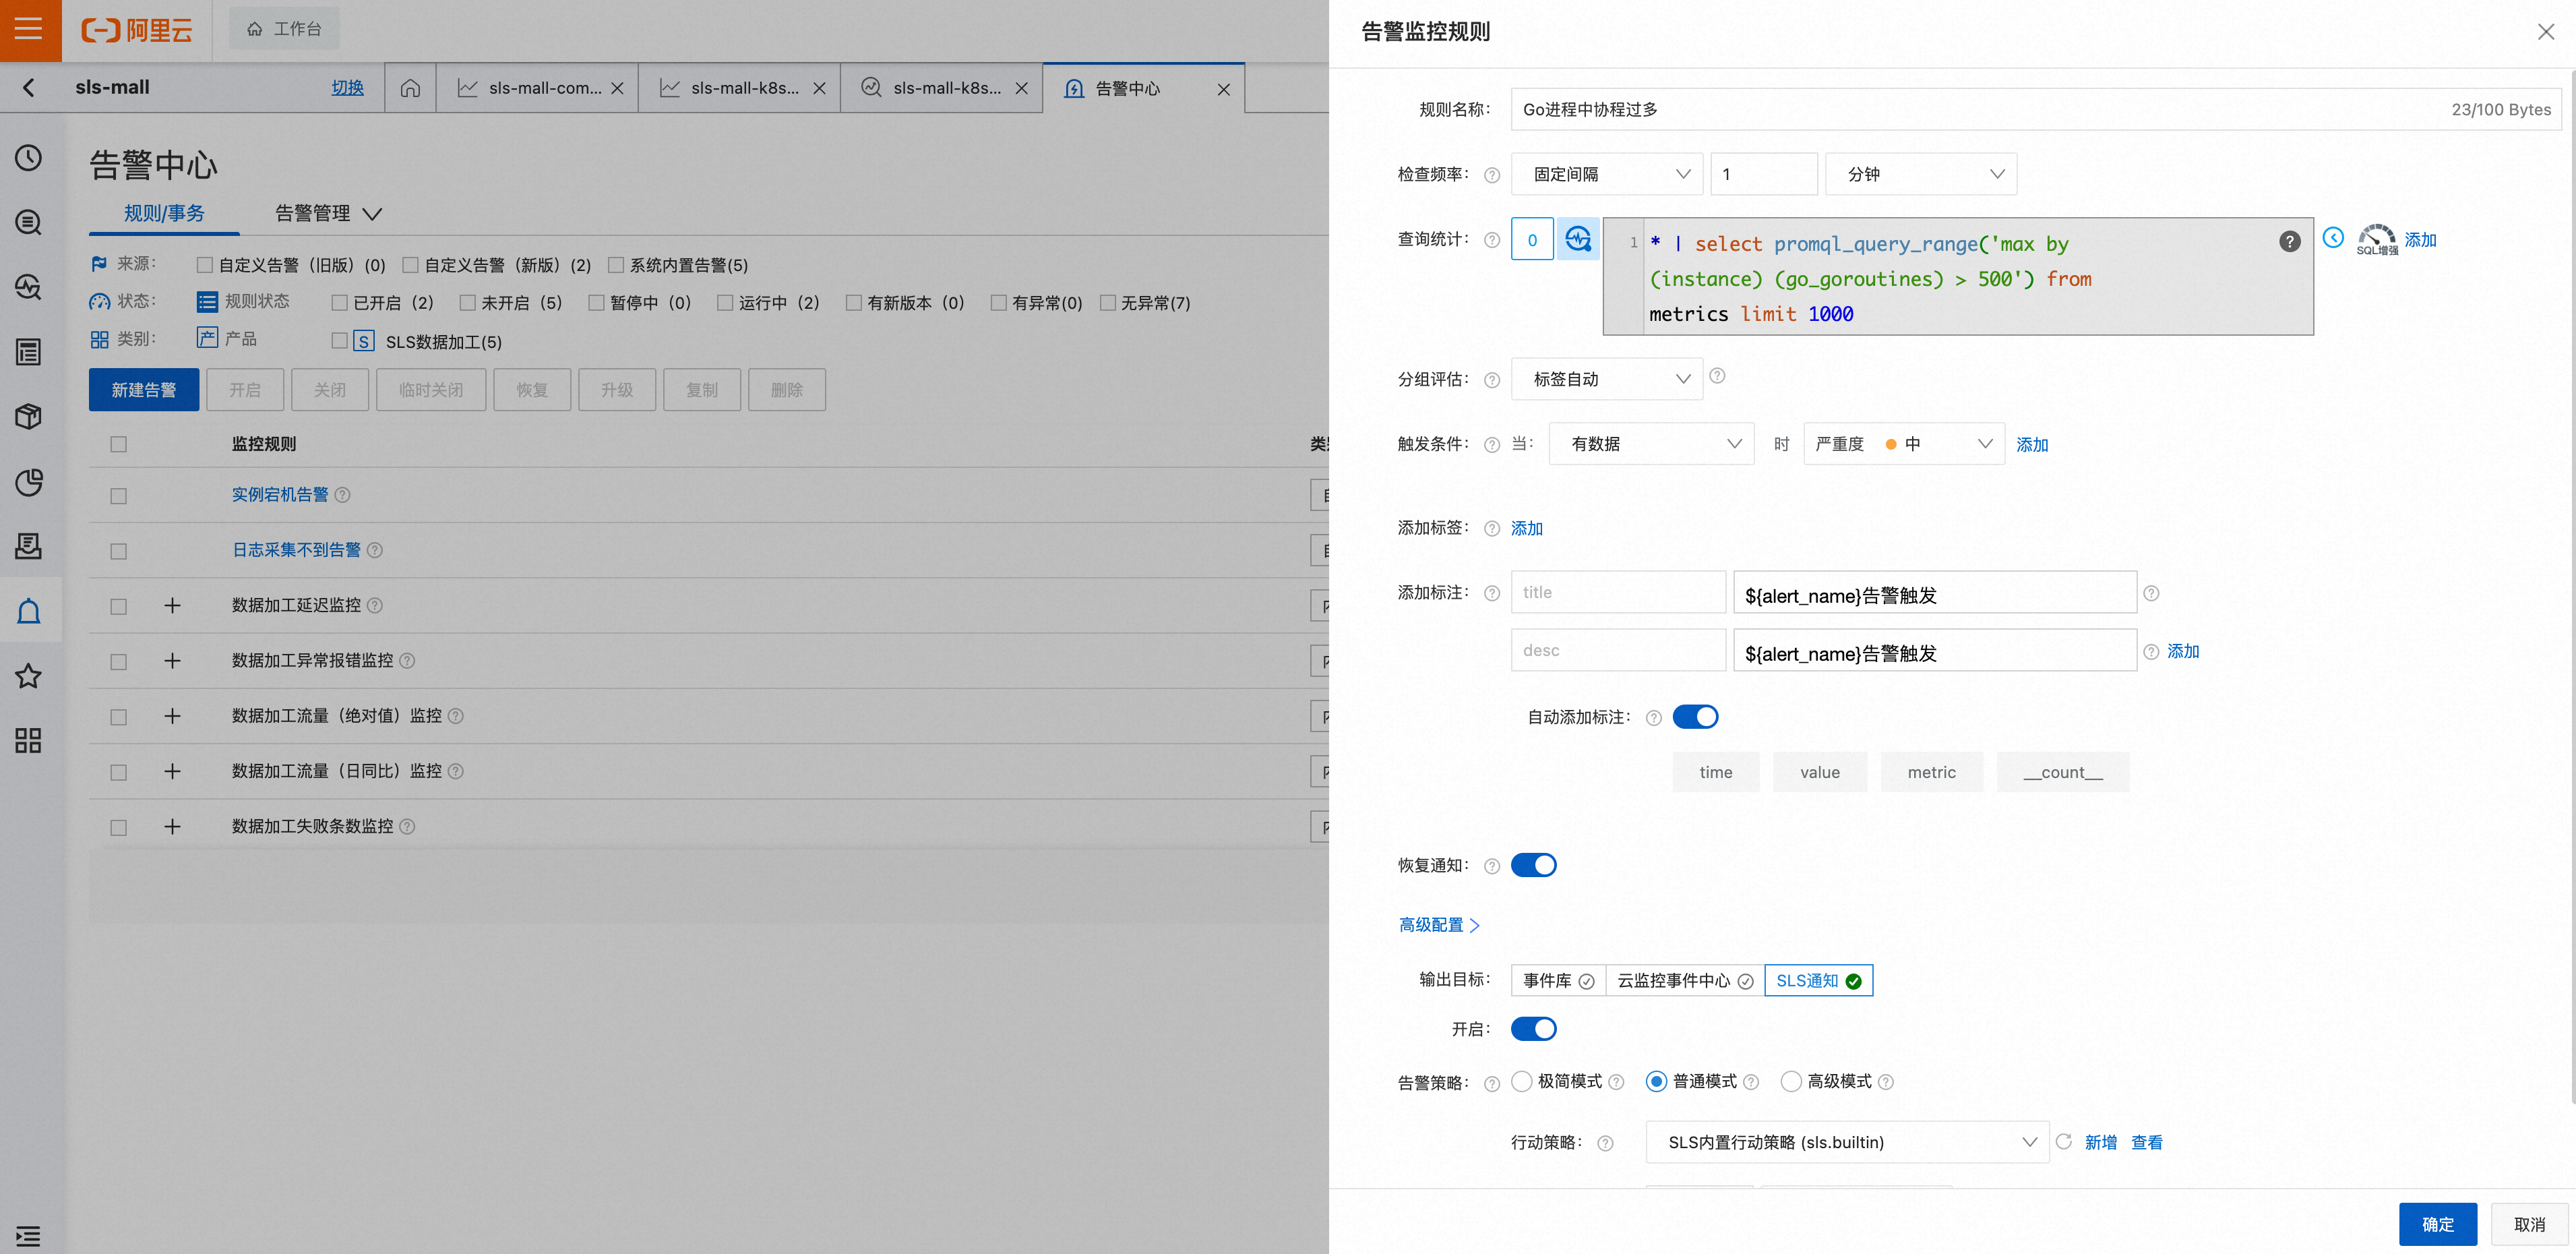 阿里云
工作台
sls-mall
切换
sls-mall-com...
sls-mall-k8s...
sls-mall-k8s...
告警中心
告警中心
规则/事务
告警管理
来源：
自定义告警（旧版）(0)
自定义告警（新版）(2)
系统内置告警(5)
状态：
规则状态
已开启（2）
未开启（5）
暂停中（0）
运行中（2）
有新版本（0）
有异常(0)
无异常(7)
类别：
产 产品
S SLS数据加工(5)
新建告警
开启
关闭
临时关闭
恢复
升级
复制
删除
监控规则
实例宕机告警
日志采集不到告警
数据加工延迟监控
数据加工异常报错监控
数据加工流量（绝对值）监控
数据加工流量（日同比）监控
数据加工失败条数监控
告警监控规则
规则名称：
Go进程中协程过多
23/100 Bytes
检查频率：
固定间隔
1
分钟
查询统计：
0
1
* | select promql_query_range('max by
(instance) (go_goroutines) > 500') from
metrics limit 1000
SQL增强
添加
分组评估：
标签自动
触发条件：
当：
有数据
时
严重度
中
添加
添加标签：
添加
添加标注：
title
${alert_name}告警触发
desc
${alert_name}告警触发
添加
自动添加标注：
time
value
metric
__count__
恢复通知：
高级配置
输出目标：
事件库
云监控事件中心
SLS通知
开启：
告警策略：
极简模式
普通模式
高级模式
行动策略：
SLS内置行动策略 (sls.builtin)
新增
查看
确定
取消